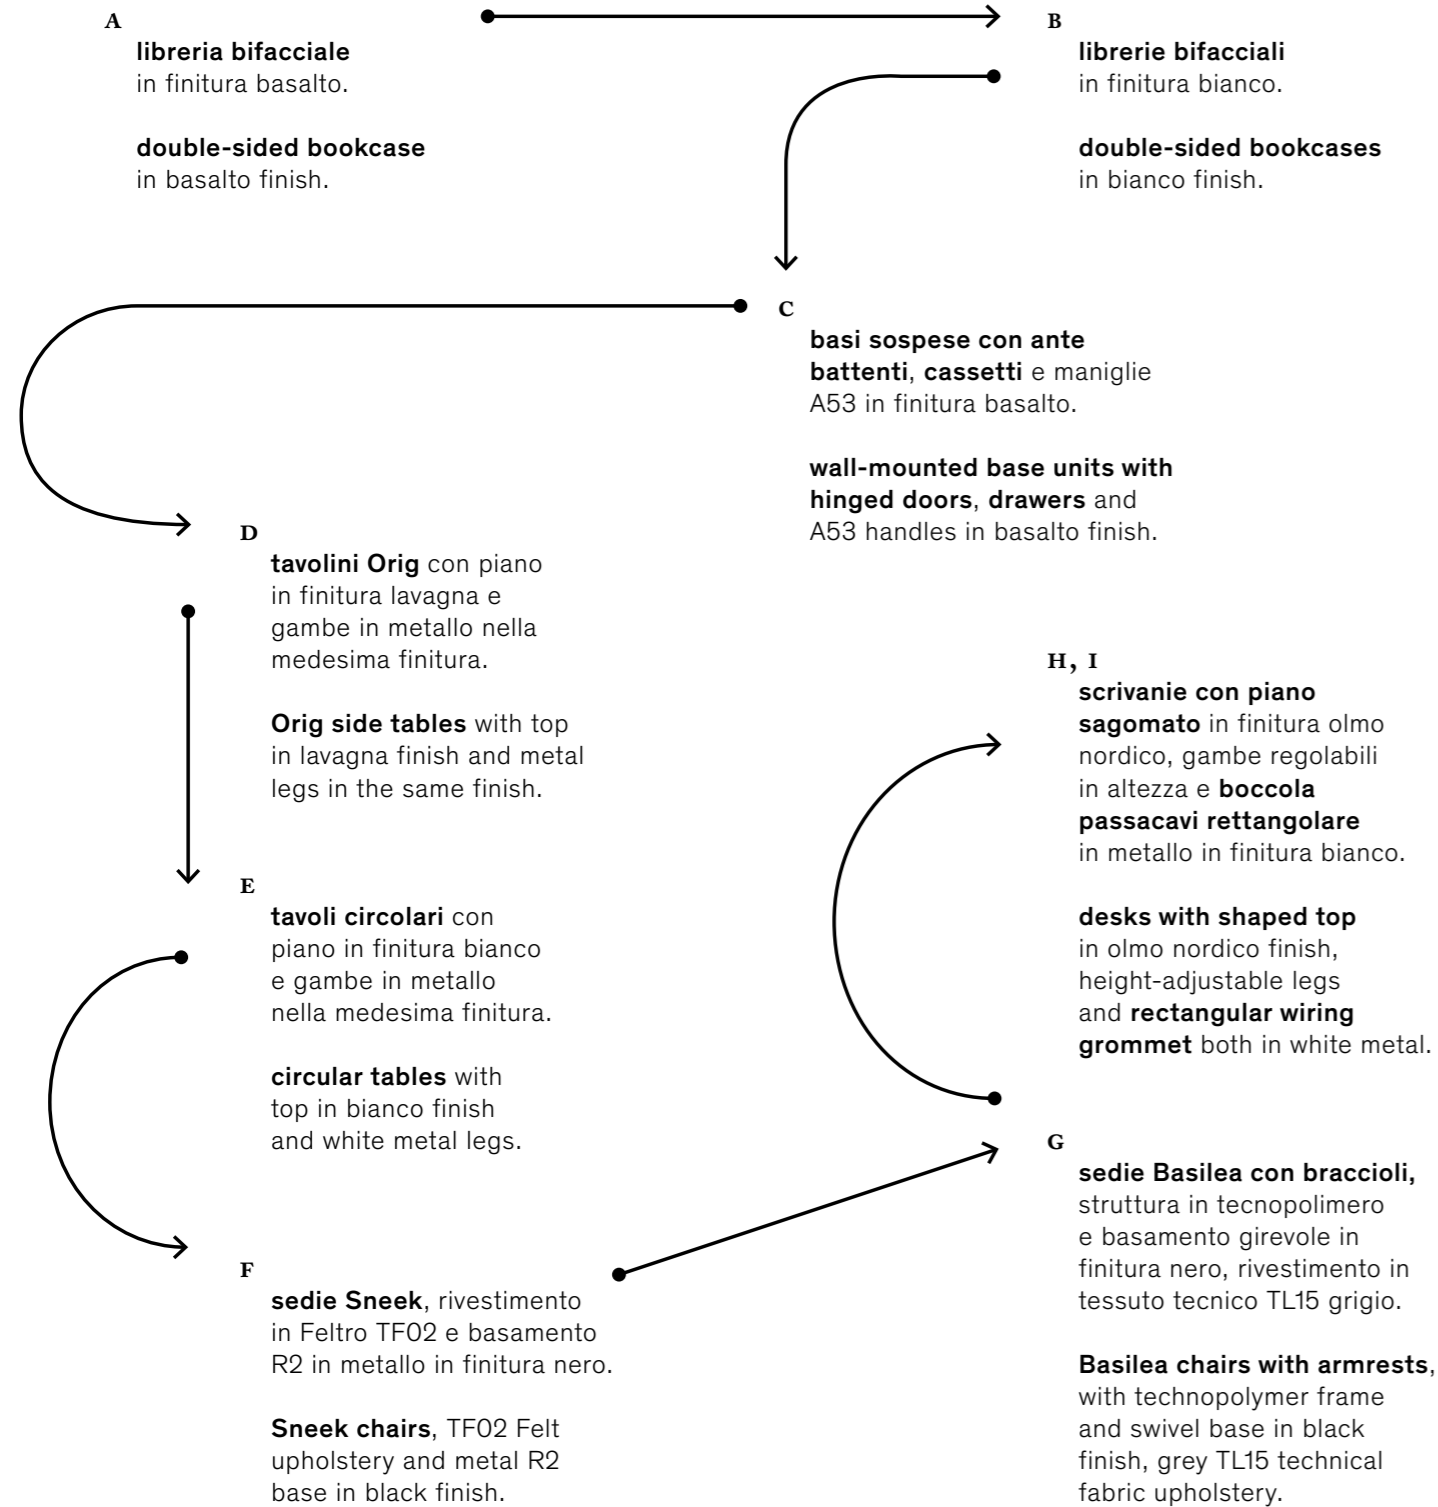 A
libreria bifacciale
in finitura basalto.
double-sided bookcase
in basalto finish.
B
librerie bifacciali
in finitura bianco.
double-sided bookcases
in bianco finish.
C
basi sospese con ante
battenti, cassetti e maniglie
A53 in finitura basalto.
wall-mounted base units with
hinged doors, drawers and
A53 handles in basalto finish.
D
tavolini Orig con piano
in finitura lavagna e
gambe in metallo nella
medesima finitura.
Orig side tables with top
in lavagna finish and metal
legs in the same finish.
E
tavoli circolari con
piano in finitura bianco
e gambe in metallo
nella medesima finitura.
circular tables with
top in bianco finish
and white metal legs.
F
sedie Sneek, rivestimento
in Feltro TF02 e basamento
R2 in metallo in finitura nero.
Sneek chairs, TF02 Felt
upholstery and metal R2
base in black finish.
G
sedie Basilea con braccioli,
struttura in tecnopolimero
e basamento girevole in
finitura nero, rivestimento in
tessuto tecnico TL15 grigio.
Basilea chairs with armrests,
with technopolymer frame
and swivel base in black
finish, grey TL15 technical
fabric upholstery.
H, I
scrivanie con piano
sagomato in finitura olmo
nordico, gambe regolabili
in altezza e boccola
passacavi rettangolare
in metallo in finitura bianco.
desks with shaped top
in olmo nordico finish,
height-adjustable legs
and rectangular wiring
grommet both in white metal.